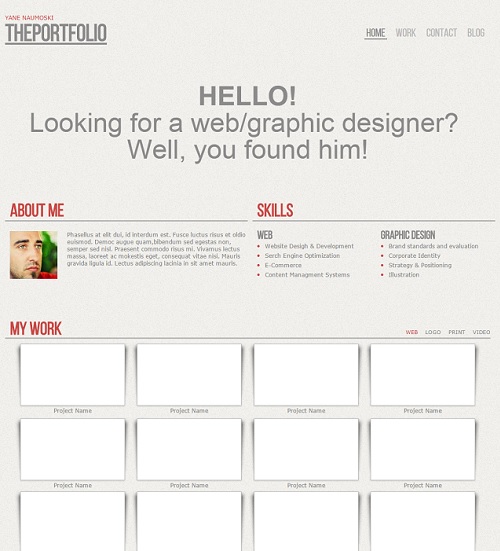 YANE NAUMOSKI
THEPORTFOLIO
HOME WORK CONTACT BLOG
HELLO!
Looking for a web/graphic designer?
Well, you found him!
ABOUT ME
Phasellus at elit dui, id interdum est. Fusce luctus risus et odio
euismod. Democ augue quam,bibendum sed egestas non,
semper sed nisl. Praesent commodo risus mi. Vivamus lectus
massa, laoreet ac mokestis eget, consequat vitae nisi. Mauris
gravida ligula id. Lectus adipiscing lacinia in sit amet mauris.
SKILLS
WEB
Website Desigh & Development
Serch Engine Optimization
E-Commerce
Content Managment Systems
GRAPHIC DESIGN
Brand standards and evaluation
Corporate Identity
Strategy & Positioning
Illustration
MY WORK
WEB LOGO PRINT VIDEO
Project Name Project Name Project Name Project Name
Project Name Project Name Project Name Project Name